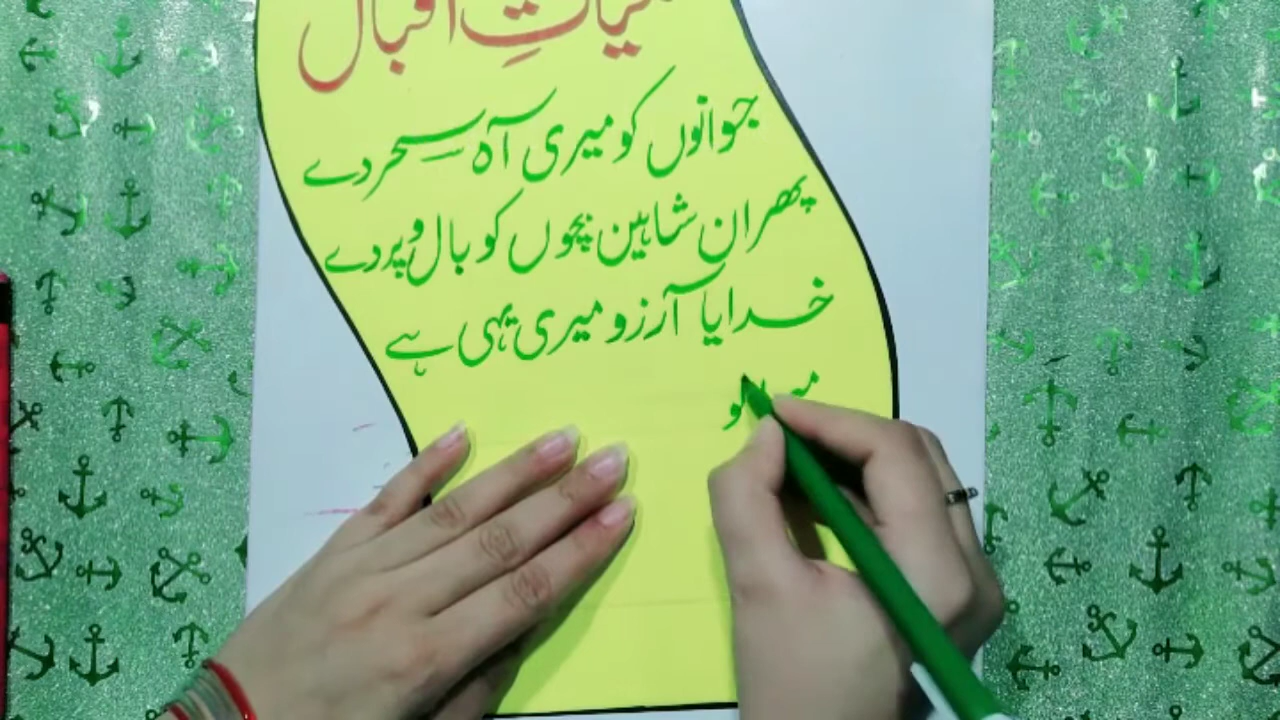 کلیاتِ اقبال
جوانوں کو میری آہ سحر دے
پھر ان شاہین بچوں کو بال و پر دے
خدایا آرزو میری یہی ہے